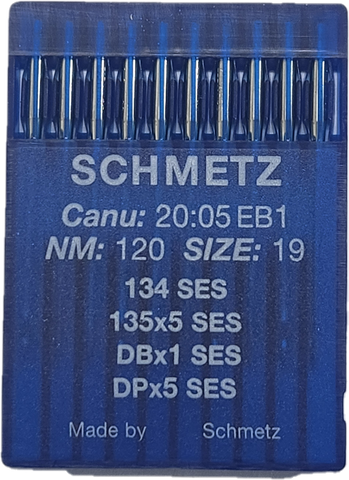 SCHMETZ
Canu: 20:05 EB1
NM: 120 SIZE: 19
134 SES
135x5 SES
DBx1 SES
DPx5 SES
Made by Schmetz